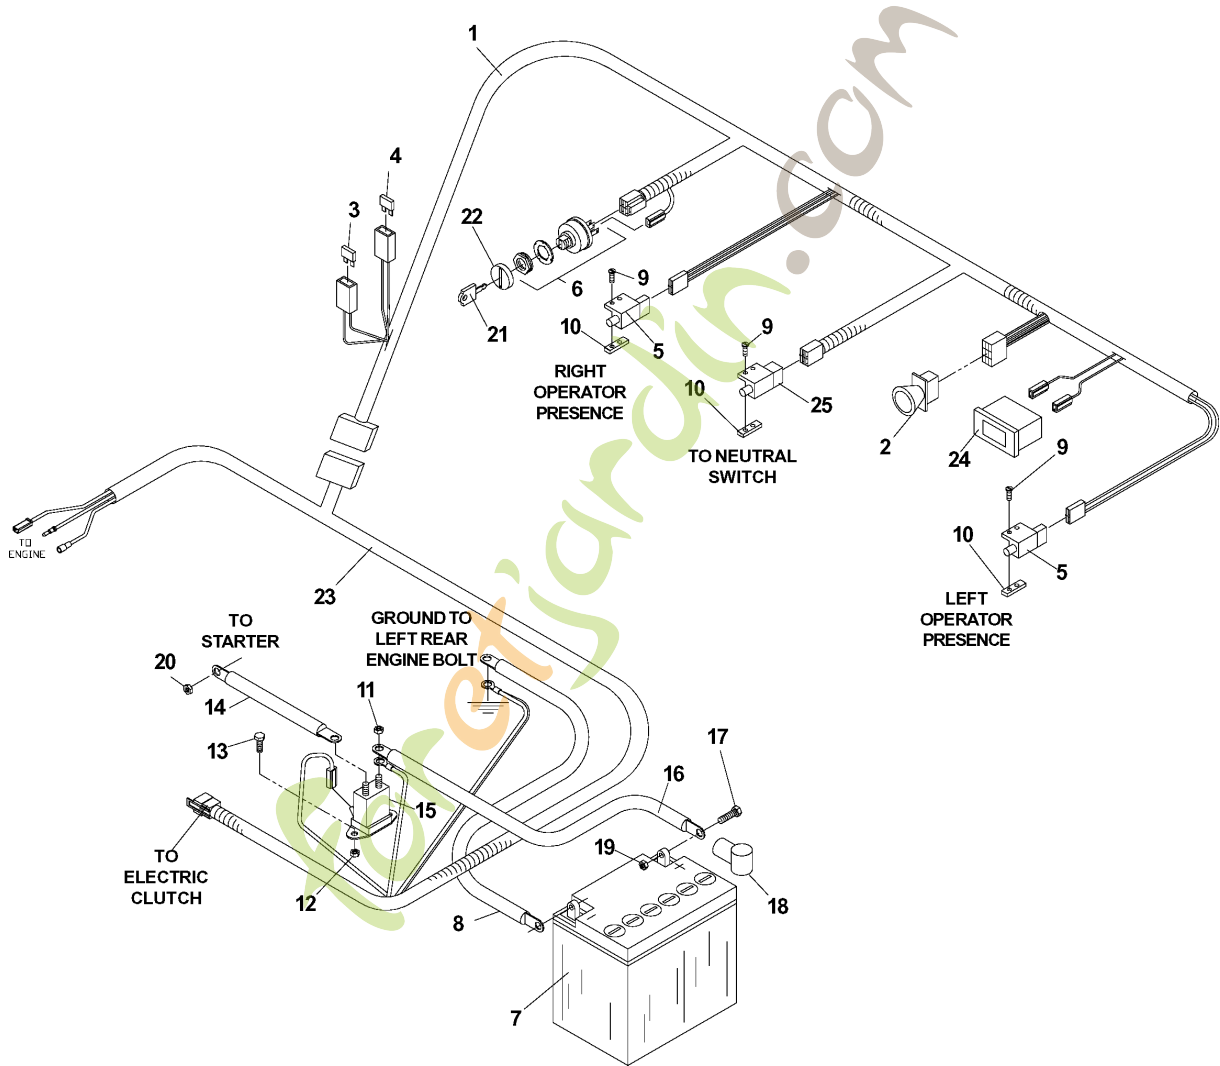 1
4
3
22
6
21
9
10
5
RIGHT
OPERATOR
PRESENCE
9
10
25
TO NEUTRAL
SWITCH
2
24
9
10
5
LEFT
OPERATOR
PRESENCE
TO
ENGINE
23
TO
STARTER
GROUND TO
LEFT REAR
ENGINE BOLT
20
14
11
13
15
16
17
19
18
TO
ELECTRIC
CLUTCH
12
8
7
Foretjardin.com